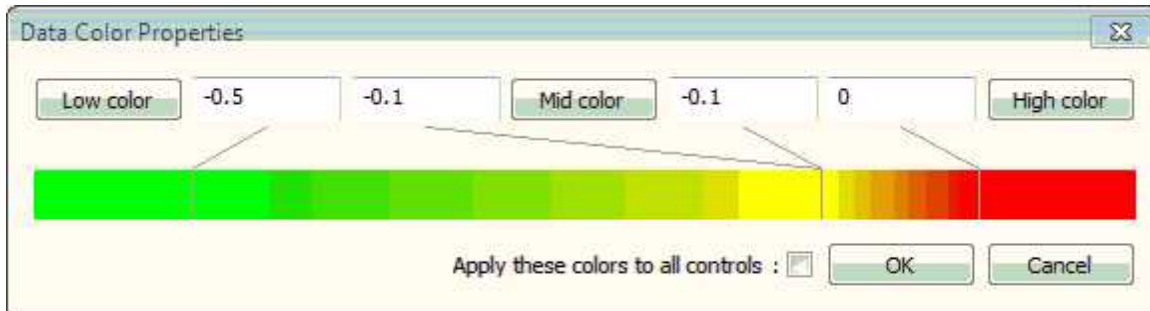 Data Color Properties
Low color -0.5 -0.1 Mid color -0.1 0 High color
Apply these colors to all controls : OK Cancel